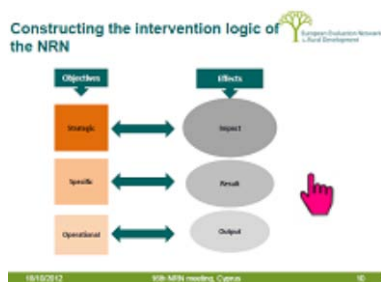 Constructing the intervention logic of
the NRN
European Evaluation Network
for Rural Development
Objectives
Effects
Strategic
Impact
Specific
Result
Operational
Output
18/10/2012
16th NRN meeting, Cyprus
10